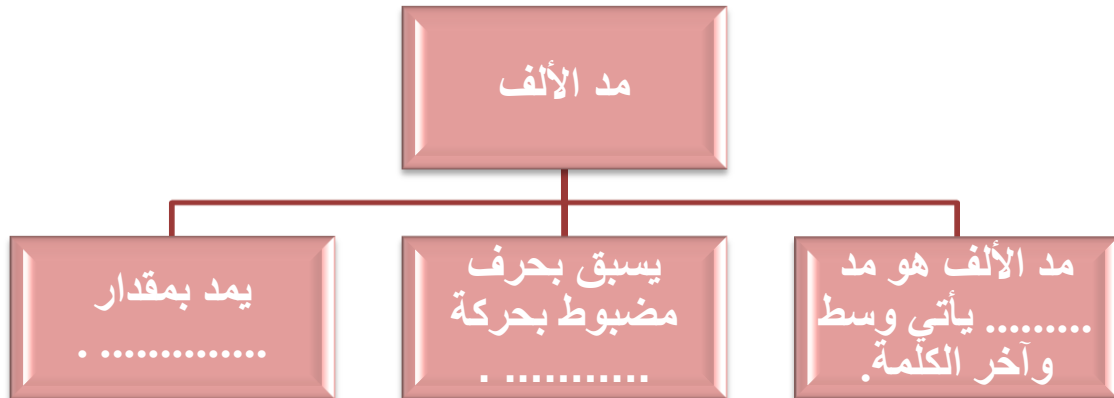 مد الألف
مد الألف هو مد
......... يأتي وسط
وآخر الكلمة.
يسبق بحرف
مضبوط بحركة
........... .
يمد بمقدار
.............. .